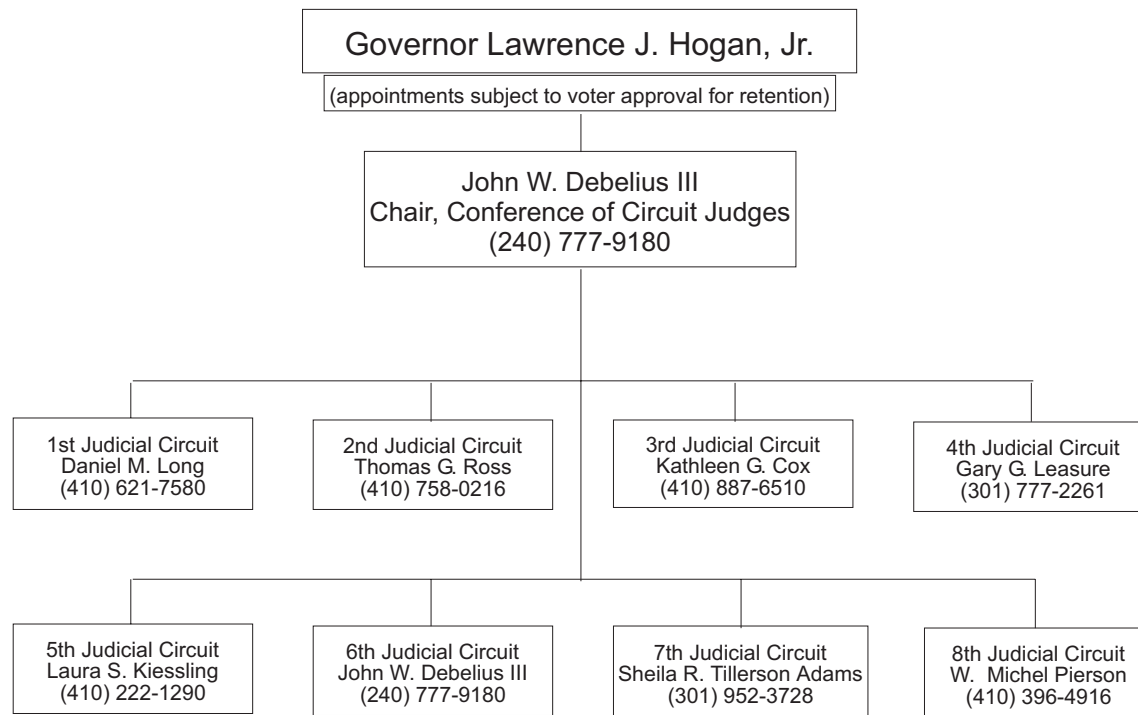 Governor Lawrence J. Hogan, Jr.
(appointments subject to voter approval for retention)
John W. Debelius III
Chair, Conference of Circuit Judges
(240) 777-9180
1st Judicial Circuit
Daniel M. Long
(410) 621-7580
2nd Judicial Circuit
Thomas G. Ross
(410) 758-0216
3rd Judicial Circuit
Kathleen G. Cox
(410) 887-6510
4th Judicial Circuit
Gary G. Leasure
(301) 777-2261
5th Judicial Circuit
Laura S. Kiessling
(410) 222-1290
6th Judicial Circuit
John W. Debelius III
(240) 777-9180
7th Judicial Circuit
Sheila R. Tillerson Adams
(301) 952-3728
8th Judicial Circuit
W. Michel Pierson
(410) 396-4916